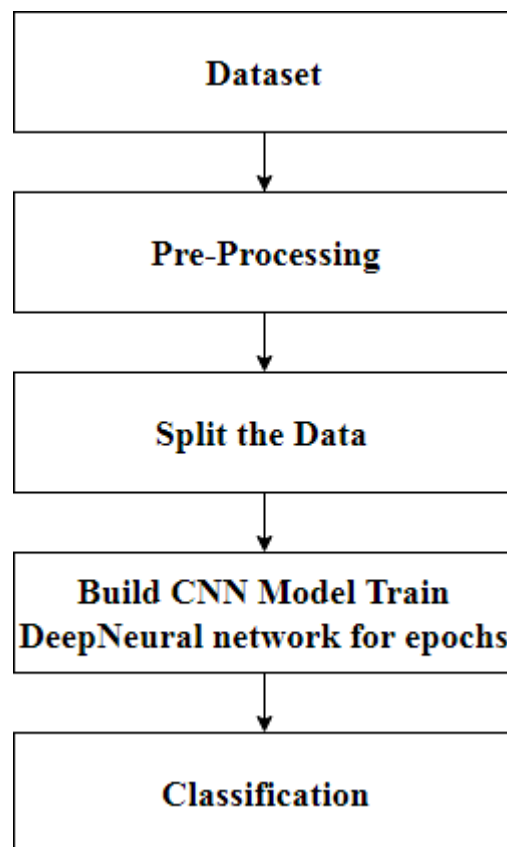 Dataset
Pre-Processing
Split the Data
Build CNN Model Train
DeepNeural network for epochs
Classification